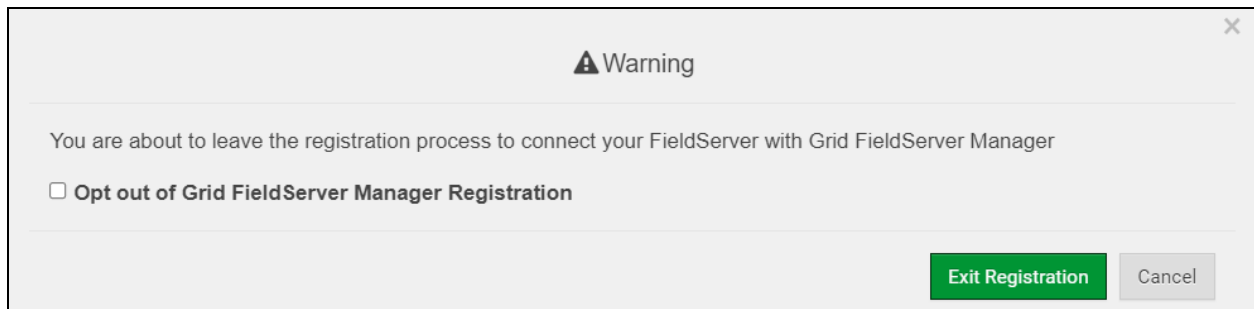 Warning
You are about to leave the registration process to connect your FieldServer with Grid FieldServer Manager
Opt out of Grid FieldServer Manager Registration
Exit Registration Cancel